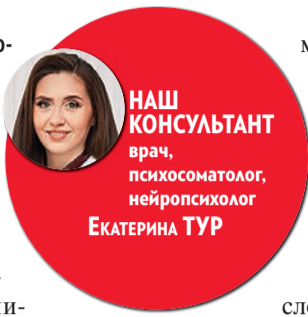 НАШ
КОНСУЛЬТАНТ
врач,
психосоматолог,
нейропсихолог
Екатерина ТУР